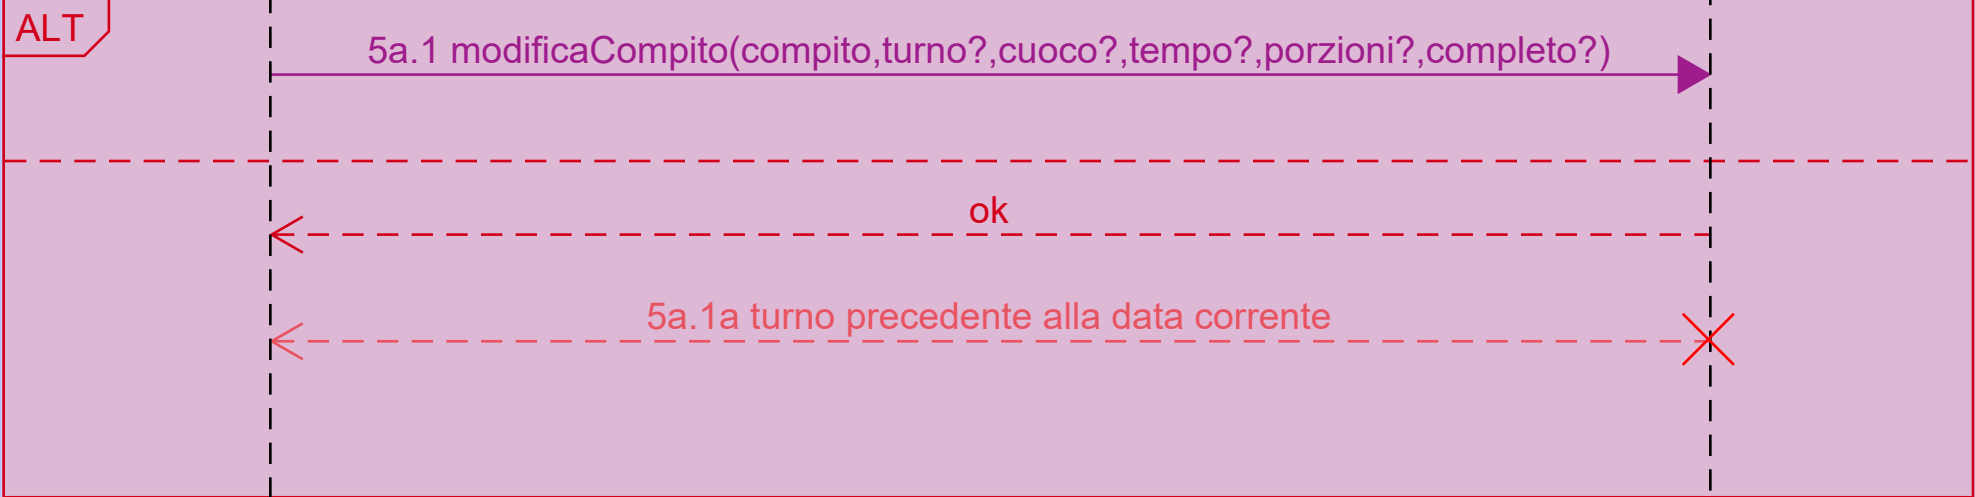 ALT
5a.1 modificaCompito(compito,turno?,cuoco?,tempo?,porzioni?,completo?)
ok
5a.1a turno precedente alla data corrente